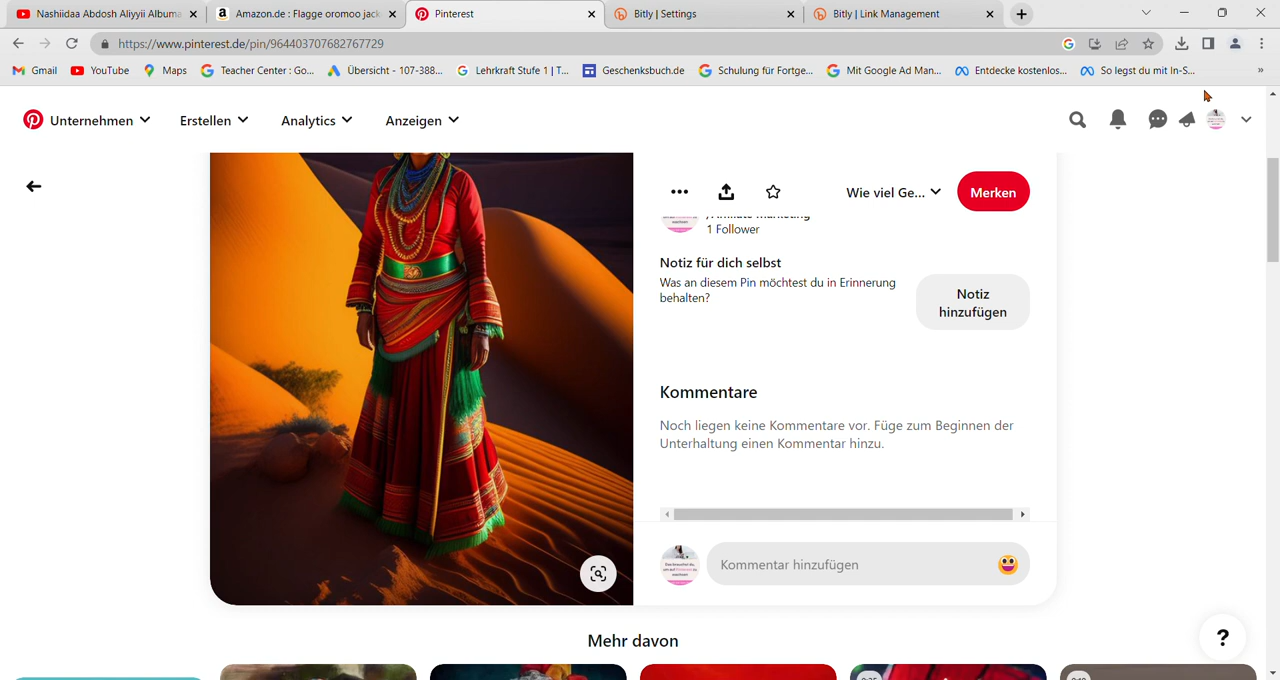 Nashiidaa Abdosh Aliyyii Albuma
Amazon.de : Flagge oromoo jack
Pinterest
Bitly | Settings
Bitly | Link Management
https://www.pinterest.de/pin/964403707682767729
Gmail
YouTube
Maps
Teacher Center : Go...
Übersicht - 107-388...
Lehrkraft Stufe 1 | T...
Geschenksbuch.de
Schulung für Fortge...
Mit Google Ad Man...
Entdecke kostenlos...
So legst du mit In-S...
Unternehmen
Erstellen
Analytics
Anzeigen
Wie viel Ge...
Merken
1 Follower
Notiz für dich selbst
Was an diesem Pin möchtest du in Erinnerung
behalten?
Notiz
hinzufügen
Kommentare
Noch liegen keine Kommentare vor. Füge zum Beginnen der
Unterhaltung einen Kommentar hinzu.
Kommentar hinzufügen
?
Mehr davon